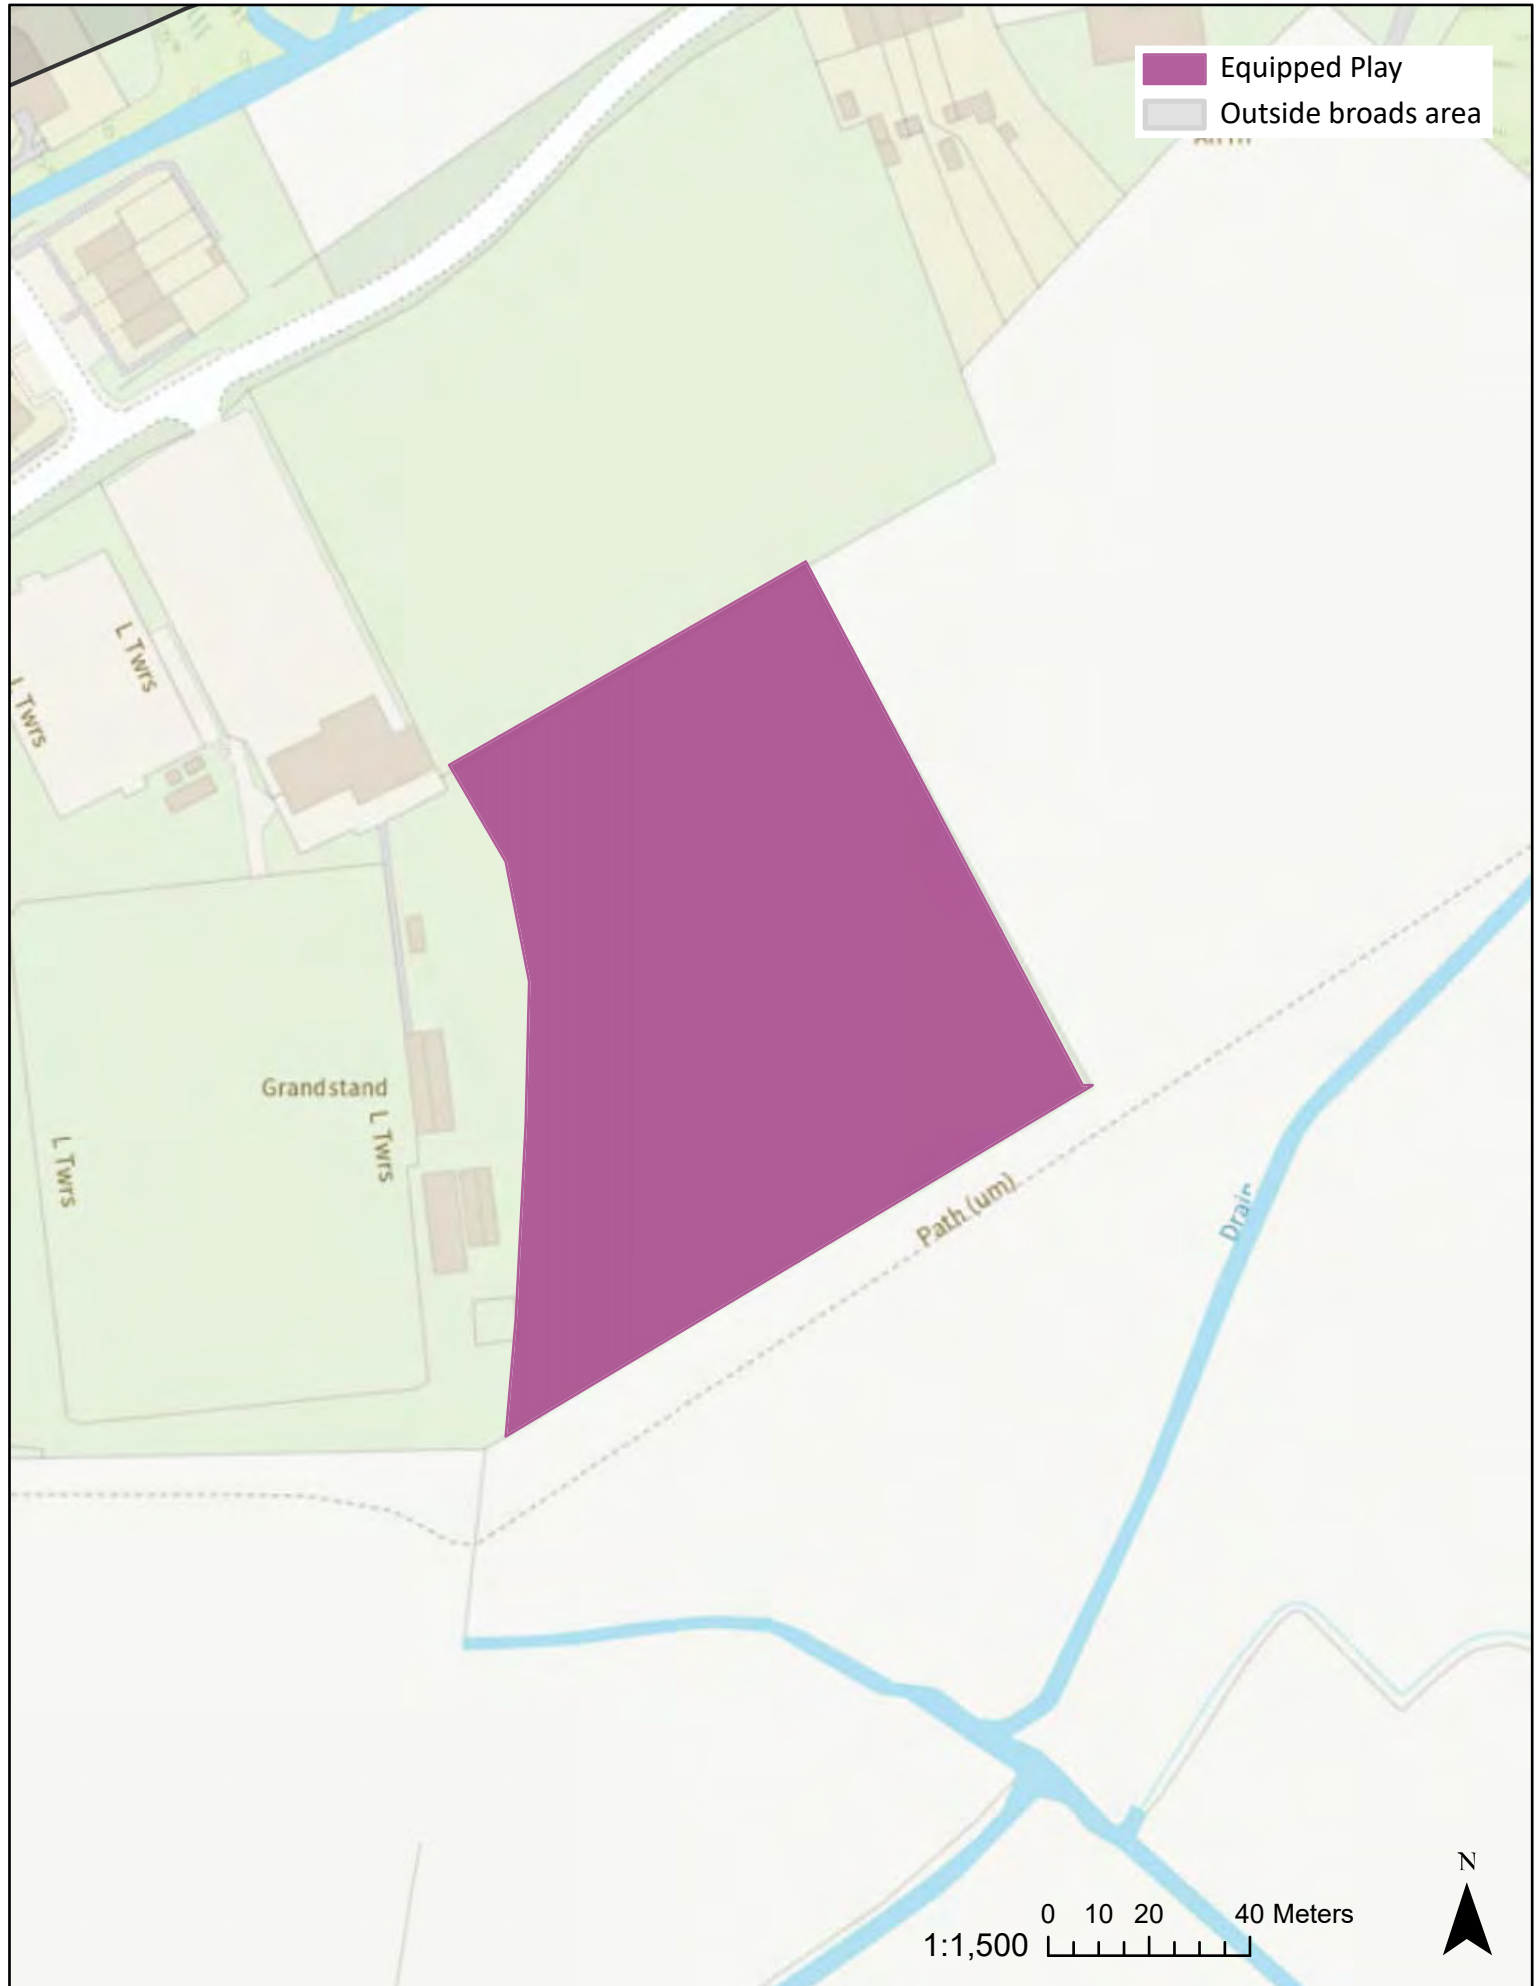 Equipped Play
Outside broads area
L Twrs
L Twrs
Grandstand
L Twrs
L Twrs
Path (um)
Drain
N
0 10 20 40 Meters
1:1,500